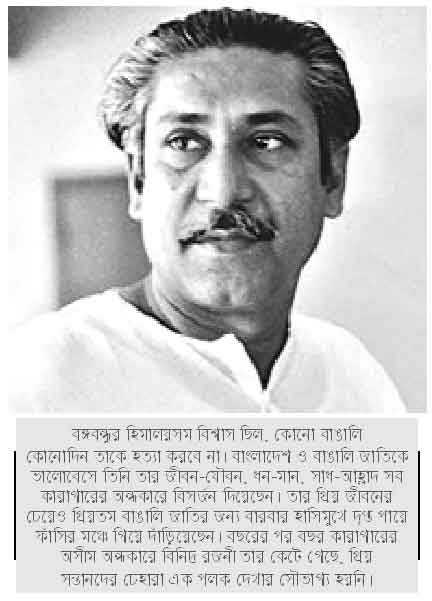 বঙ্গবন্ধুর হিমালয়সম বিশ্বাস ছিল, কোনো বাঙালি
কোনোদিন তাকে হত্যা করবে না। বাংলাদেশ ও বাঙালি জাতিকে
ভালোবেসে তিনি তার জীবন-যৌবন, ধন-মান, সাধ-আহ্লাদ সব
কারাগারের অন্ধকারে বিসর্জন দিয়েছেন। তার প্রিয় জীবনের
চেয়েও প্রিয়তম বাঙালি জাতির জন্য বারবার হাসিমুখে দৃপ্ত পায়ে
ফাঁসির মঞ্চে গিয়ে দাঁড়িয়েছেন। বছরের পর বছর কারাগারের
অসীম অন্ধকারে বিনিদ্র রজনী তার কেটে গেছে, প্রিয়
সন্তানদের চেহারা এক পলক দেখার সৌভাগ্য হয়নি।